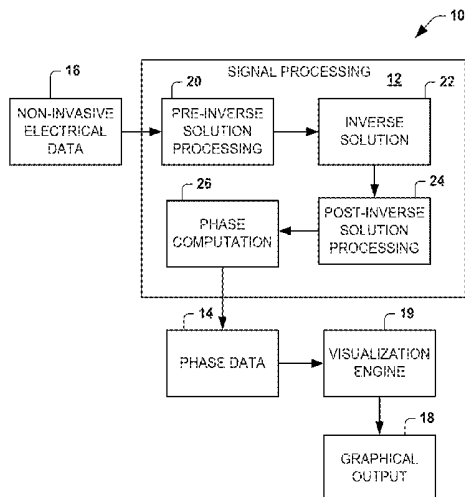 10
16
NON-INVASIVE
ELECTRICAL
DATA
SIGNAL PROCESSING
12
20
PRE-INVERSE
SOLUTION
PROCESSING
22
INVERSE
SOLUTION
24
POST-INVERSE
SOLUTION
PROCESSING
26
PHASE
COMPUTATION
14
PHASE DATA
19
VISUALIZATION
ENGINE
18
GRAPHICAL
OUTPUT